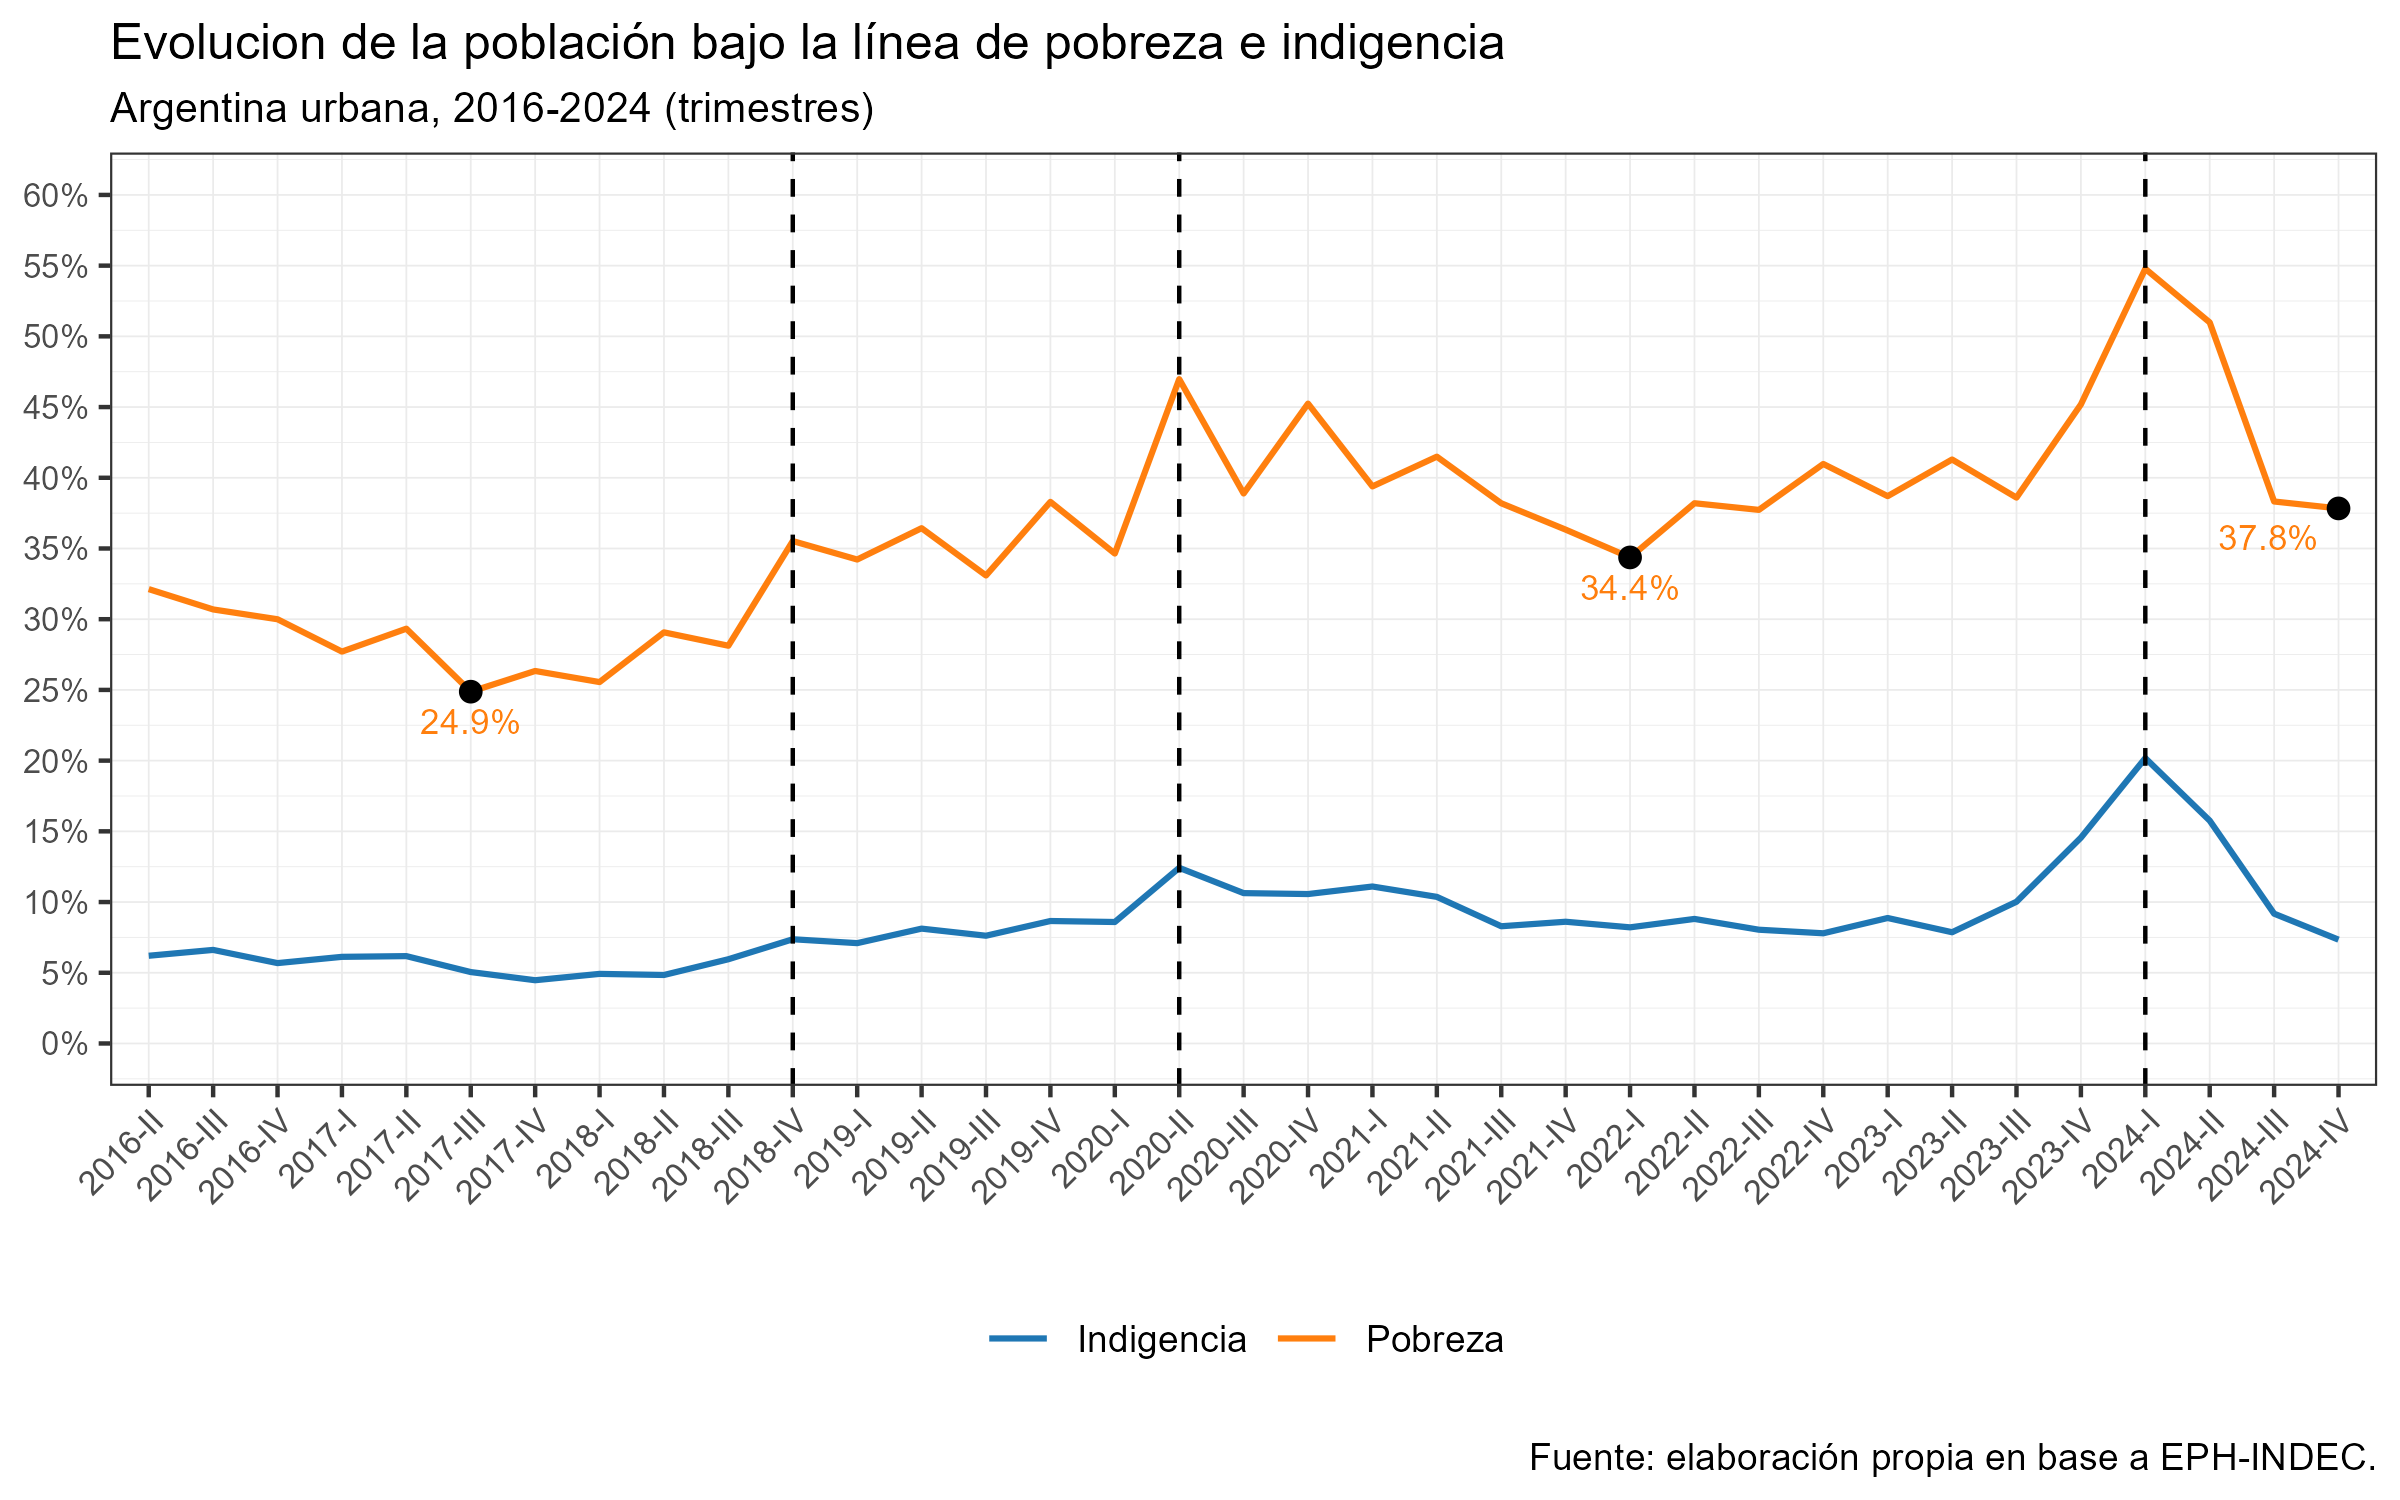 Evolucion de la población bajo la línea de pobreza e indigencia
Argentina urbana, 2016-2024 (trimestres)
60%
55%
50%
45%
40%
35%
30%
25%
20%
15%
10%
5%
0%
24.9%
34.4%
37.8%
2016-II
2016-III
2016-IV
2017-I
2017-II
2017-III
2017-IV
2018-I
2018-II
2018-III
2018-IV
2019-I
2019-II
2019-III
2019-IV
2020-I
2020-II
2020-III
2020-IV
2021-I
2021-II
2021-III
2021-IV
2022-I
2022-II
2022-III
2022-IV
2023-I
2023-II
2023-III
2023-IV
2024-I
2024-II
2024-III
2024-IV
Indigencia
Pobreza
Fuente: elaboración propia en base a EPH-INDEC.